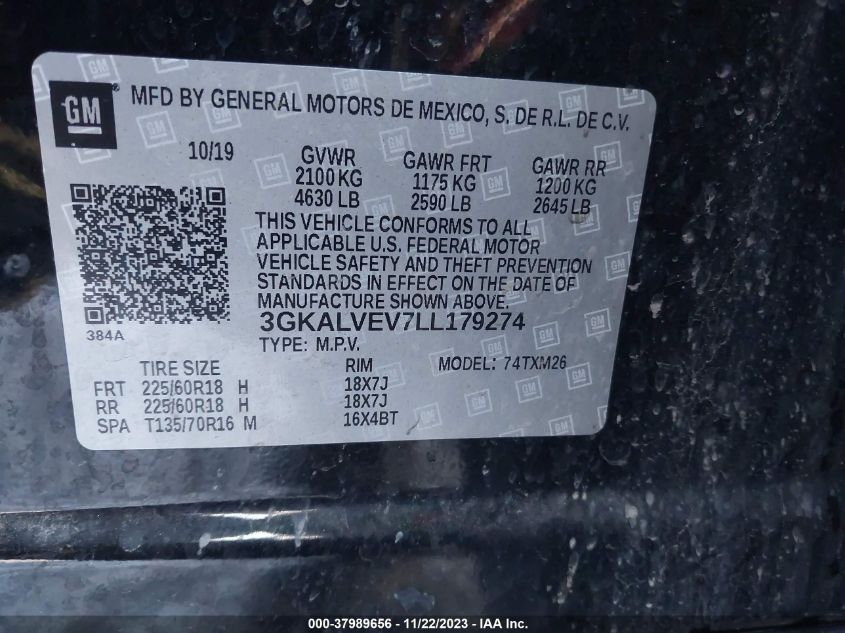 GM
MFD BY GENERAL MOTORS DE MEXICO, S. DE R.L. DE C.V.
10/19 GVWR GAWR FRT GAWR RR
2100 KG 1175 KG 1200 KG
4630 LB 2590 LB 2645 LB
THIS VEHICLE CONFORMS TO ALL
APPLICABLE U.S. FEDERAL MOTOR
VEHICLE SAFETY AND THEFT PREVENTION
STANDARDS IN EFFECT ON THE DATE OF
MANUFACTURE SHOWN ABOVE.
3GKALVEV7LL179274
384A
TYPE: M.P.V.
TIRE SIZE RIM MODEL: 74TXM26
FRT 225/60R18 H 18X7J
RR 225/60R18 H 18X7J
SPA T135/70R16 M 16X4BT
000-37989656 - 11/22/2023 - IAA Inc.